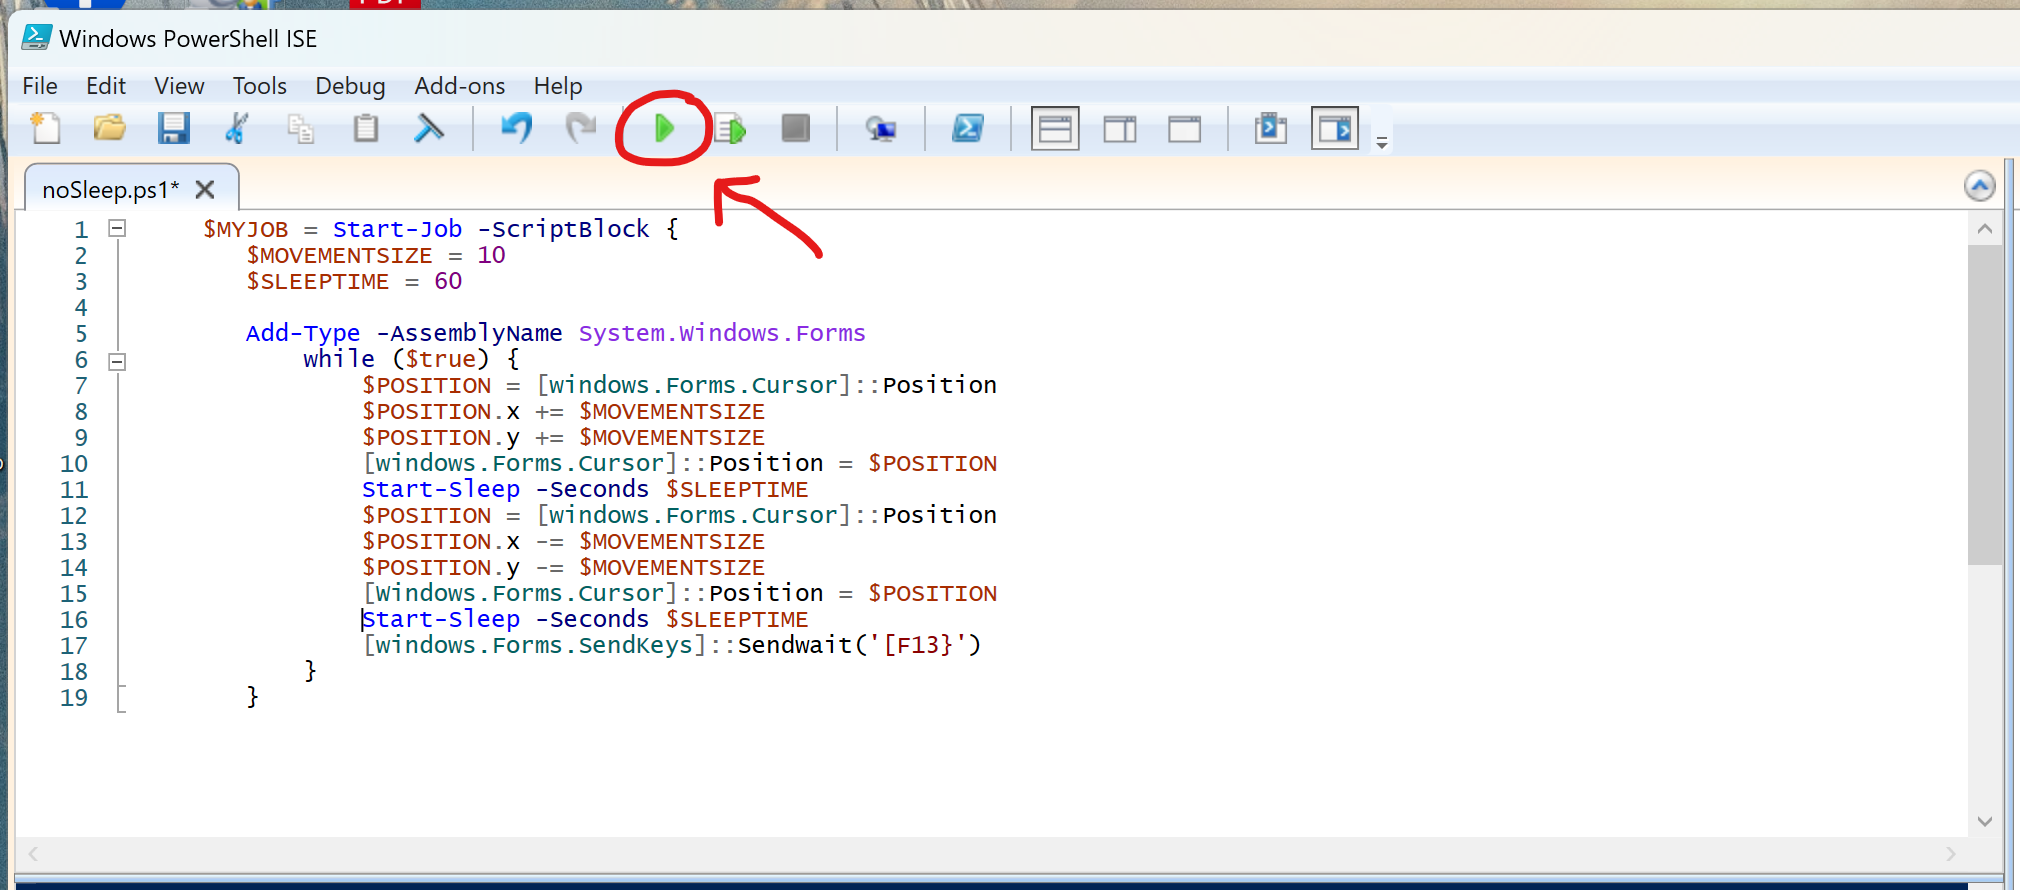 Windows PowerShell ISE
File Edit View Tools Debug Add-ons Help
noSleep.ps1*
1 $MYJOB = Start-Job -ScriptBlock {
2 $MOVEMENTSIZE = 10
3 $SLEEPTIME = 60
4
5 Add-Type -AssemblyName System.Windows.Forms
6 while ($true) {
7 $POSITION = [windows.Forms.Cursor]::Position
8 $POSITION.x += $MOVEMENTSIZE
9 $POSITION.y += $MOVEMENTSIZE
10 [windows.Forms.Cursor]::Position = $POSITION
11 Start-Sleep -Seconds $SLEEPTIME
12 $POSITION = [windows.Forms.Cursor]::Position
13 $POSITION.x -= $MOVEMENTSIZE
14 $POSITION.y -= $MOVEMENTSIZE
15 [Windows.Forms.Cursor]::Position = $POSITION
16 Start-Sleep -Seconds $SLEEPTIME
17 [windows.Forms.SendKeys]::Sendwait('[F13}')
18 }
19 }